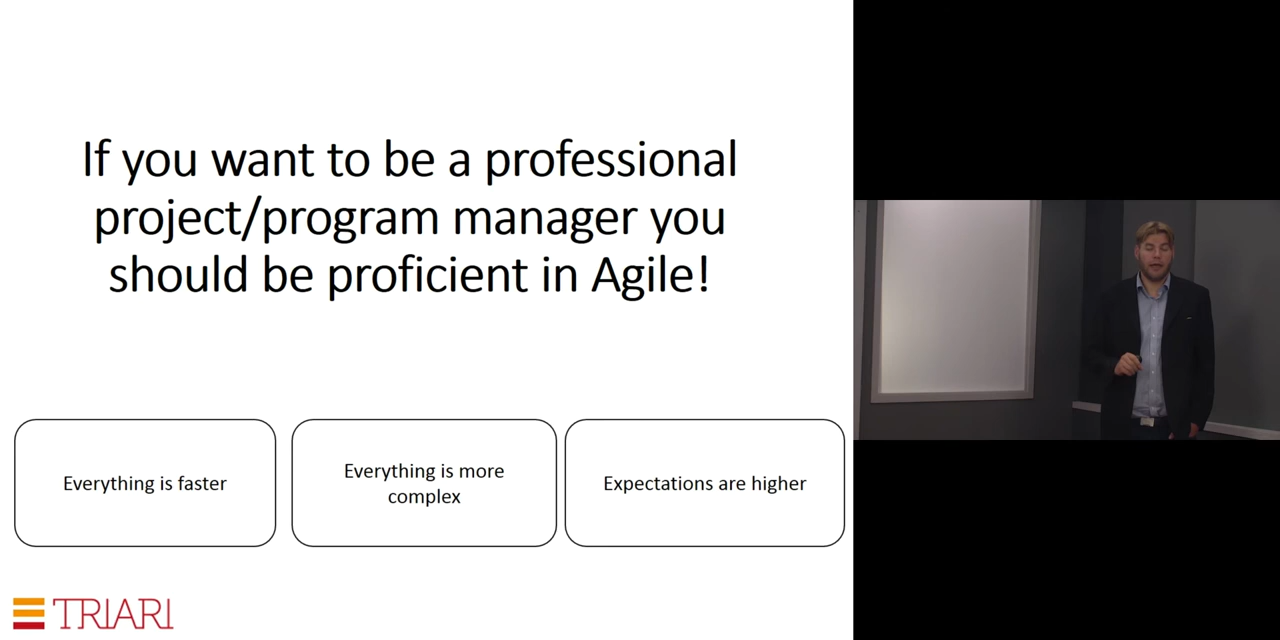 If you want to be a professional
project/program manager you
should be proficient in Agile!
Everything is faster
Everything is more
complex
Expectations are higher
TRIARI